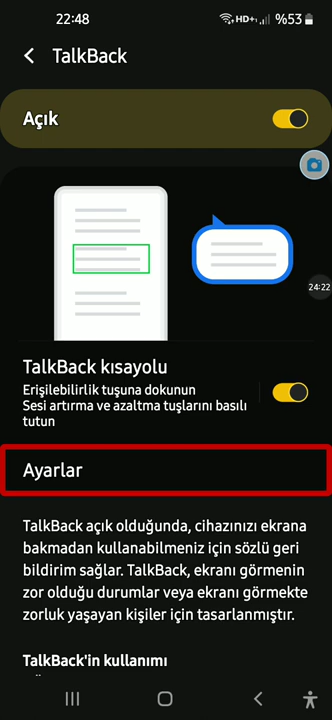 22:48
HD+
%53
TalkBack
Açık
24:22
TalkBack kısayolu
Erişilebilirlik tuşuna dokunun
Sesi artırma ve azaltma tuşlarını basılı
tutun
Ayarlar
TalkBack açık olduğunda, cihazınızı ekrana
bakmadan kullanabilmeniz için sözlü geri
bildirim sağlar. TalkBack, ekranı görmenin
zor olduğu durumlar veya ekranı görmekte
zorluk yaşayan kişiler için tasarlanmıştır.
TalkBack'in kullanımı